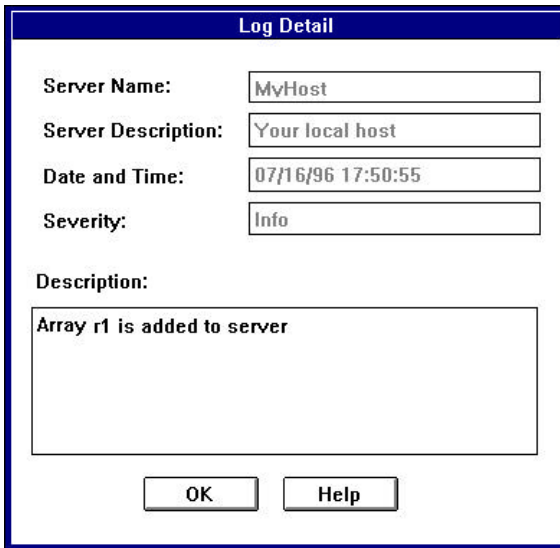 Log Detail
Server Name: MyHost
Server Description: Your local host
Date and Time: 07/16/96 17:50:55
Severity: Info
Description:
Array r1 is added to server
OK Help